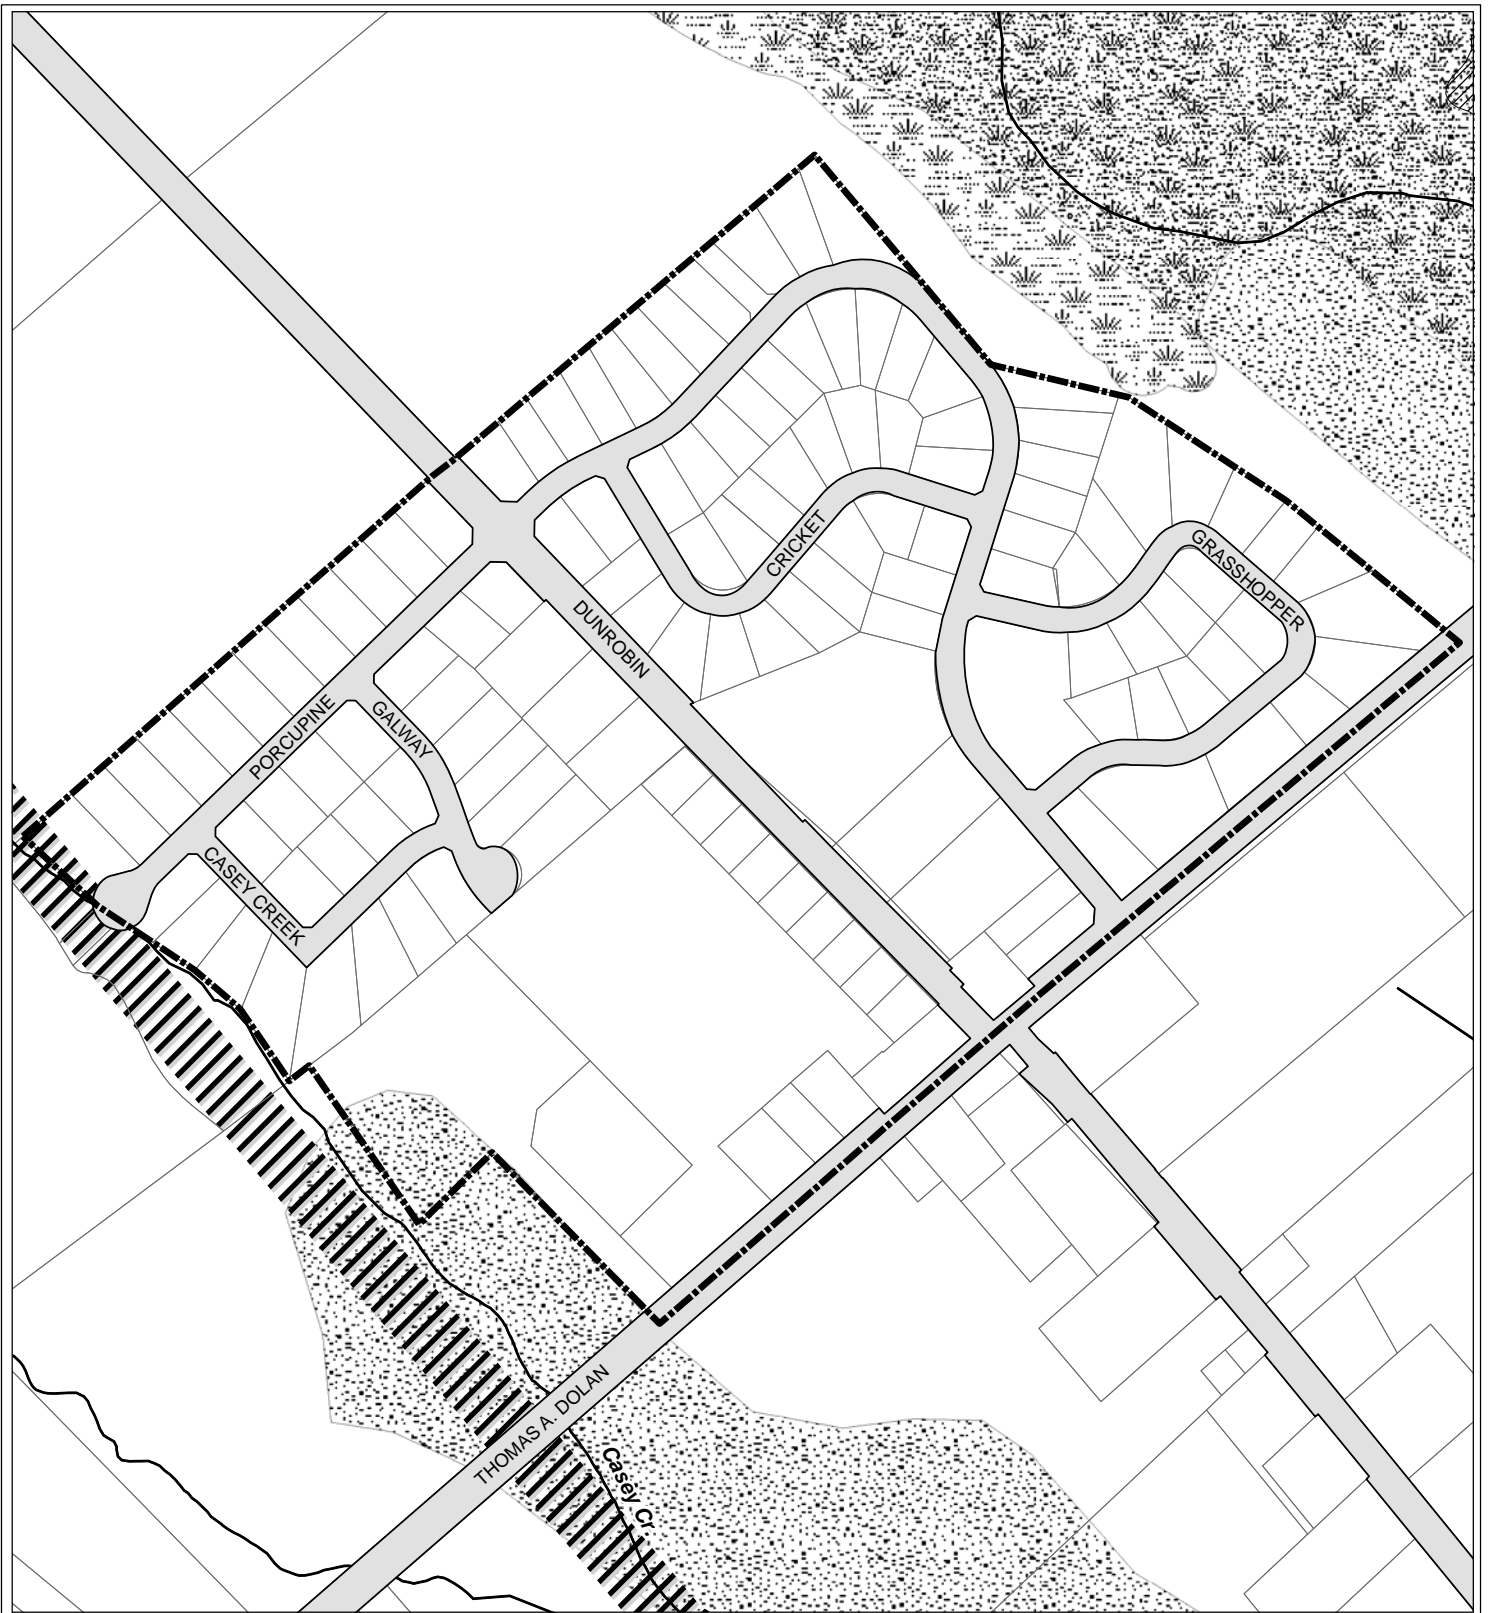 CRICKET
GRASSHOPPER
DUNROBIN
PORCUPINE
GALWAY
CASEY CREEK
THOMAS A. DOLAN
Casey Cr.